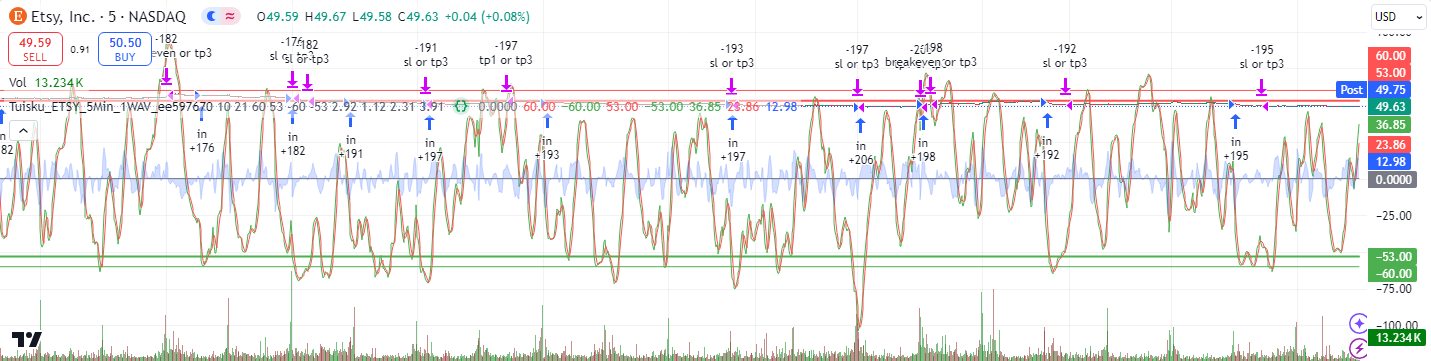 Etsy, Inc. · 5 · NASDAQ O49.59 H49.67 L49.58 C49.63 +0.04 (+0.08%)
USD
49.59 SELL
0.91
50.50 BUY
Vol 13.234K
Tuisku_ETSY_5Min_1WAV_ee597670 10 21 60 53 -60 -53 2.92 1.12 2.31 3.91 0.0000 60.00 −60.00 53.00 −53.00 36.85 23.86 12.98
-182
even or tp3
-182
sl or tp3
-191
sl or tp3
-197
tp1 or tp3
-193
sl or tp3
-197
sl or tp3
-198
breakeven or tp3
-192
sl or tp3
-195
sl or tp3
in
82
in
+176
in
+182
in
+191
in
+197
in
+193
in
+197
in
+206
in
+198
in
+192
in
+195
60.00
53.00
Post 49.75
49.63
36.85
23.86
12.98
0.0000
−25.00
−53.00
−60.00
−75.00
−100.00
13.234K